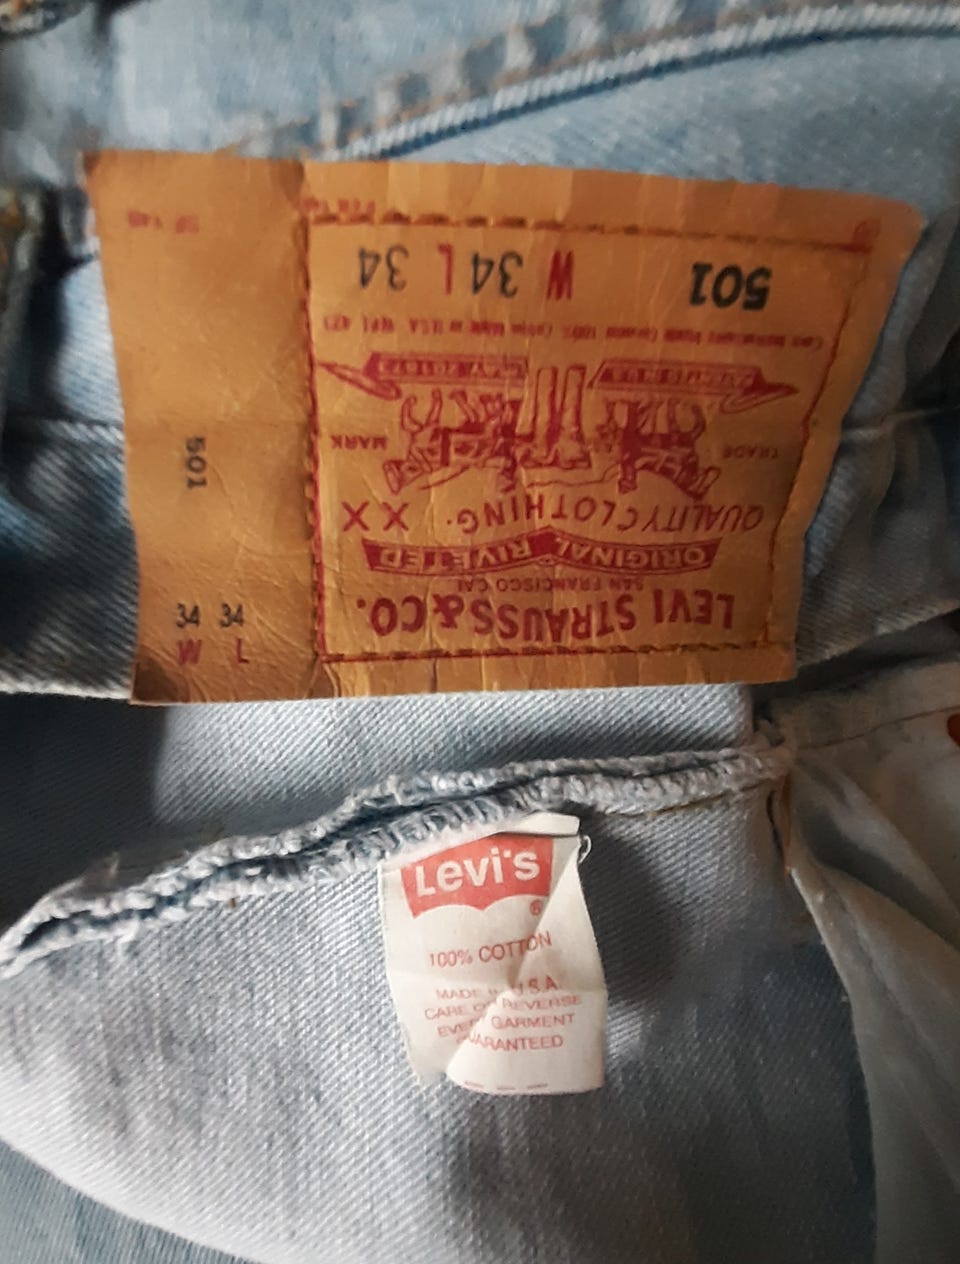 501 W 34 L 34
TRADE MARK
QUALITY CLOTHING. XX
ORIGINAL RIVETED
SAN FRANCISCO CAL
LEVI STRAUSS & CO.
501
34 34
W L
Levi's
®
100% COTTON
MADE IN U.S.A.
CARE ON REVERSE
EVERY GARMENT
GUARANTEED